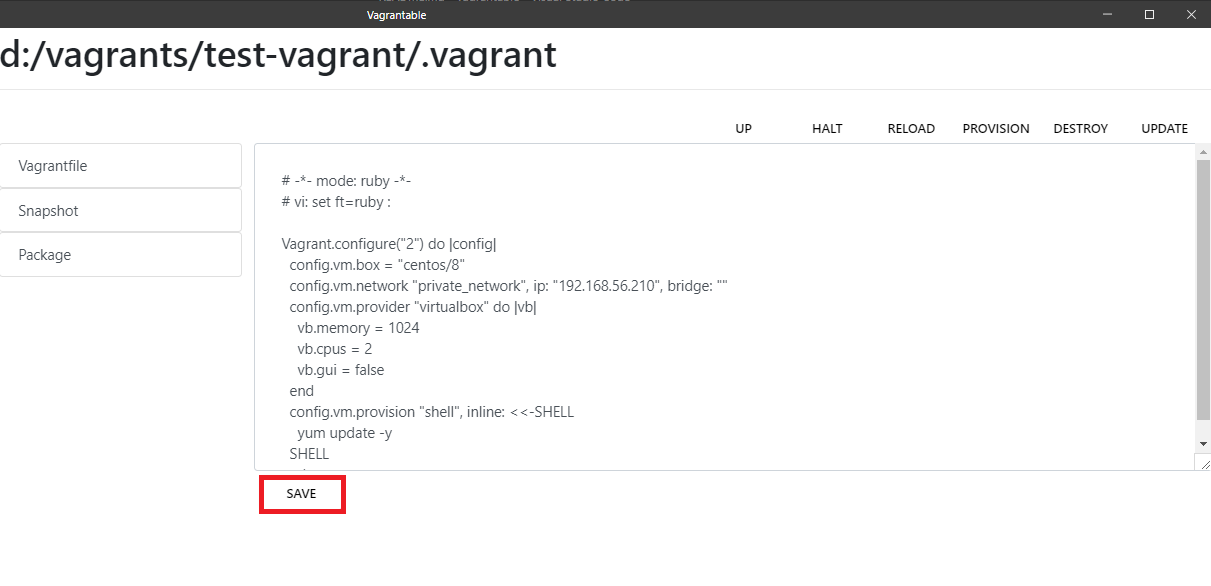 Vagrantable
d:/vagrants/test-vagrant/.vagrant
UP HALT RELOAD PROVISION DESTROY UPDATE
Vagrantfile
Snapshot
Package
# -*- mode: ruby -*-
# vi: set ft=ruby :
Vagrant.configure("2") do |config|
config.vm.box = "centos/8"
config.vm.network "private_network", ip: "192.168.56.210", bridge: ""
config.vm.provider "virtualbox" do |vb|
vb.memory = 1024
vb.cpus = 2
vb.gui = false
end
config.vm.provision "shell", inline: <<-SHELL
yum update -y
SHELL
SAVE